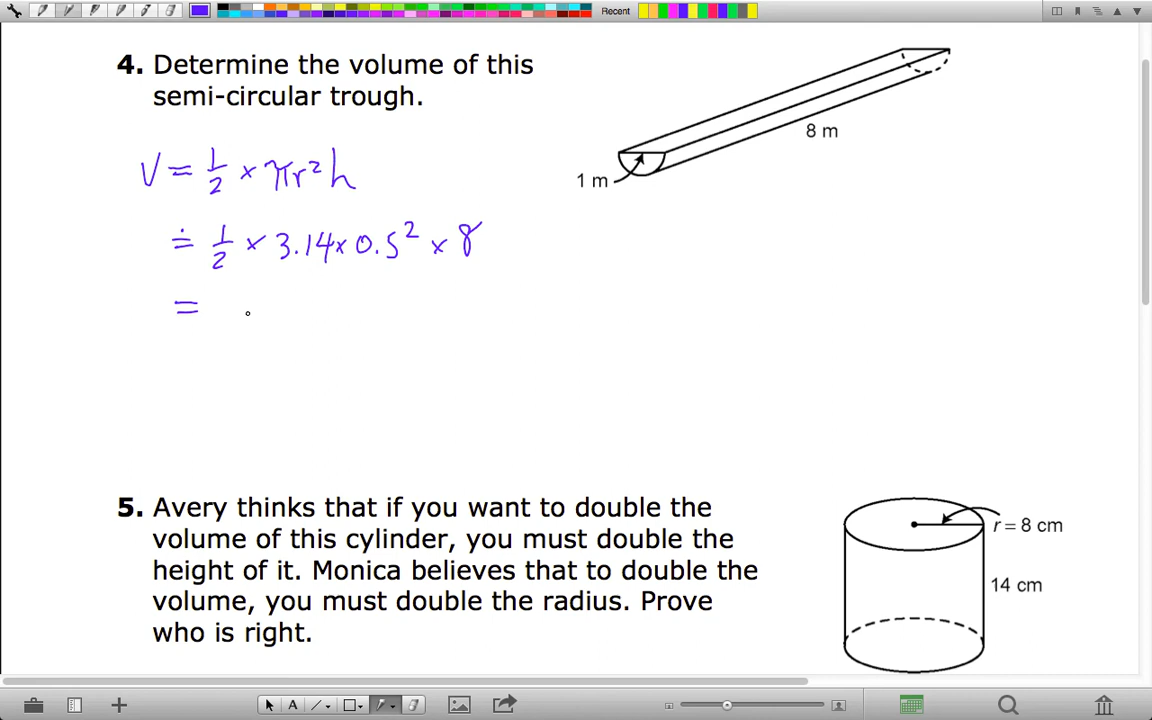 Recent
4. Determine the volume of this
semi-circular trough.
8 m
1 m
V = 1/2 × πr²h
≐ 1/2 × 3.14 × 0.5² × 8
=
5. Avery thinks that if you want to double the
volume of this cylinder, you must double the
height of it. Monica believes that to double the
volume, you must double the radius. Prove
who is right.
r = 8 cm
14 cm
A